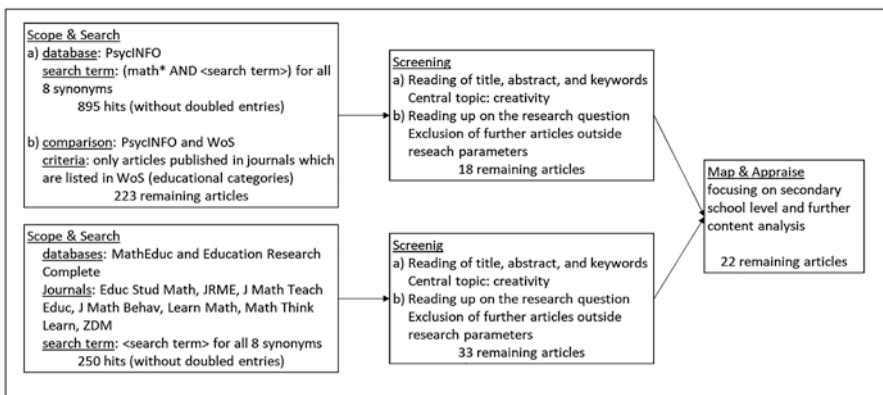 Scope & Search
a) database: PsycINFO
search term: (math* AND <search term>) for all
8 synonyms
895 hits (without doubled entries)
b) comparison: PsycINFO and WoS
criteria: only articles published in journals which
are listed in WoS (educational categories)
223 remaining articles
Screening
a) Reading of title, abstract, and keywords
Central topic: creativity
b) Reading up on the research question
Exclusion of further articles outside
reseach parameters
18 remaining articles
Scope & Search
databases: MathEduc and Education Research
Complete
Journals: Educ Stud Math, JRME, J Math Teach
Educ, J Math Behav, Learn Math, Math Think
Learn, ZDM
search term: <search term> for all 8 synonyms
250 hits (without doubled entries)
Screenig
a) Reading of title, abstract, and keywords
Central topic: creativity
b) Reading up on the research question
Exclusion of further articles outside
research parameters
33 remaining articles
Map & Appraise
focusing on secondary
school level and further
content analysis
22 remaining articles